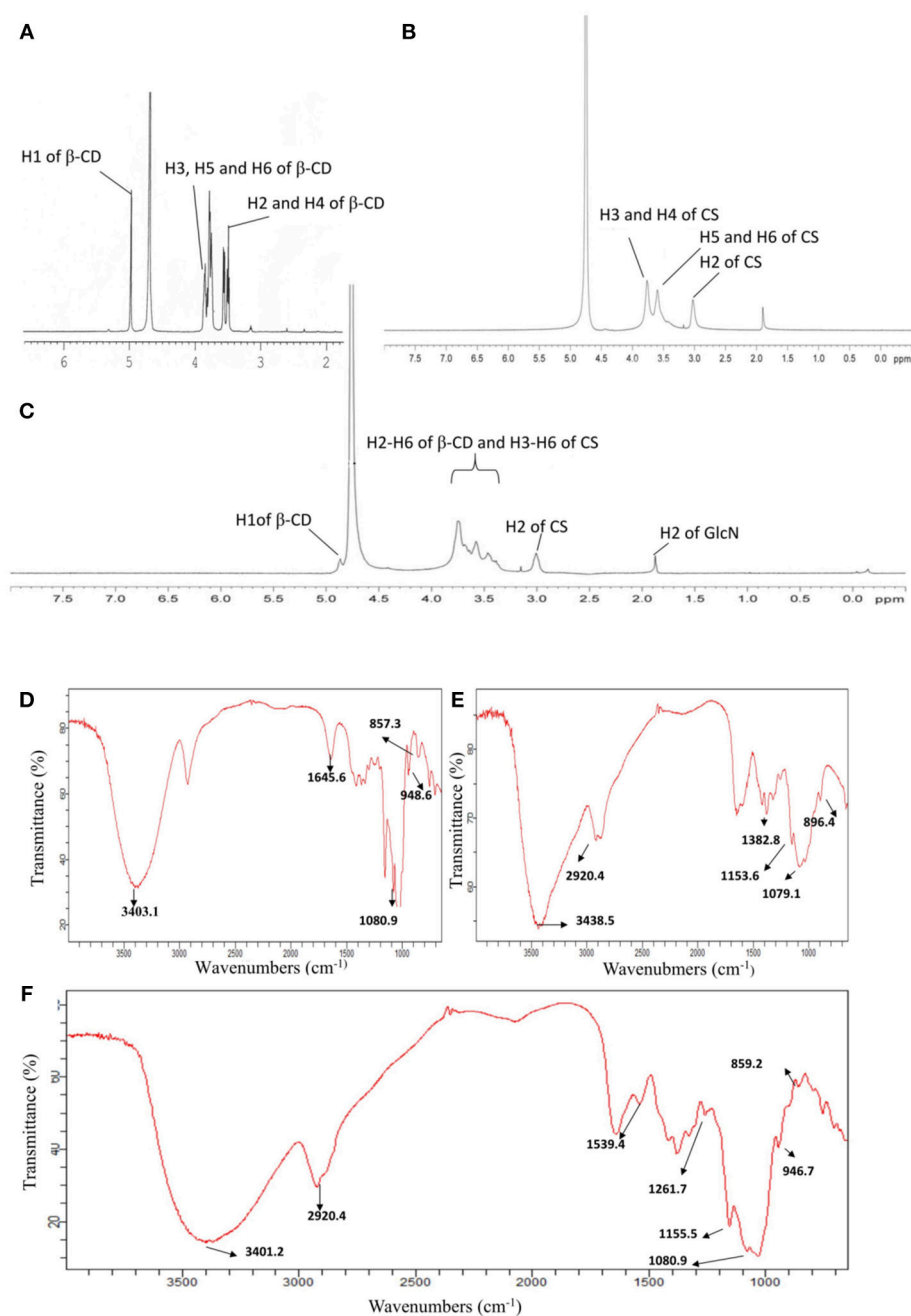 A
B
H1 of β-CD
H3, H5 and H6 of β-CD
H2 and H4 of β-CD
6 5 4 3 2
H3 and H4 of CS
H5 and H6 of CS
H2 of CS
7.5 7.0 6.5 6.0 5.5 5.0 4.5 4.0 3.5 3.0 2.5 2.0 1.5 1.0 0.5 0.0 ppm
C
H2-H6 of β-CD and H3-H6 of CS
H1of β-CD
H2 of CS
H2 of GlcN
7.5 7.0 6.5 6.0 5.5 5.0 4.5 4.0 3.5 3.0 2.5 2.0 1.5 1.0 0.5 0.0 ppm
D
Transmittance (%)
80
60
40
20
857.3
1645.6
948.6
3403.1
1080.9
3500 3000 2500 2000 1500 1000
Wavenumbers (cm-1)
E
Transmittance (%)
70
2920.4
1382.8
896.4
1153.6
1079.1
3438.5
3500 3000 2500 2000 1500 1000
Wavenubmers (cm-1)
F
Transmittance (%)
40
20
859.2
1539.4
946.7
1261.7
2920.4
1155.5
3401.2
1080.9
3500 3000 2500 2000 1500 1000
Wavenumbers (cm-1)